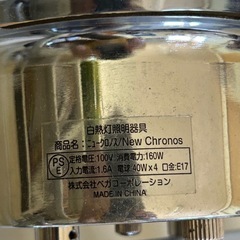 白熱灯照明器具
商品名:ニュークロノス/New Chronos
PS
E
定格電圧:100V 消費電力:160W
入力電流:1.6A 電球:40W x 4 口金:E17
株式会社ベガコーポレーション
MADE IN CHINA